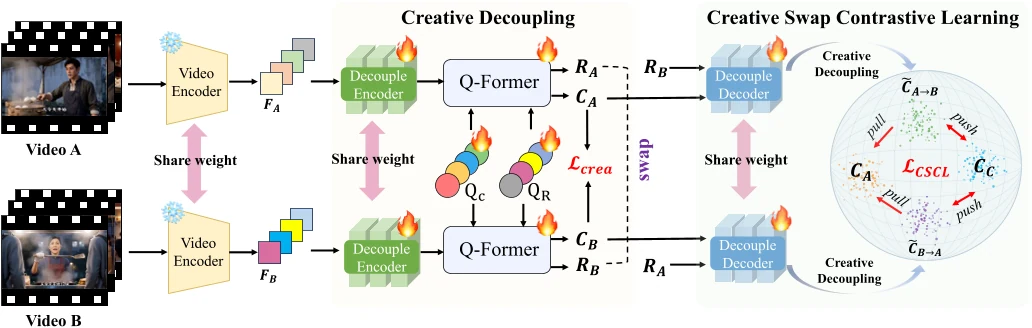 Creative Decoupling
Creative Swap Contrastive Learning
Video
Encoder
F_A
Decouple
Encoder
Q-Former
R_A
C_A
R_B
Decouple
Decoder
Creative
Decoupling
C̃_{A→B}
Video A
Share weight
Share weight
Q_C
Q_R
ℒ_crea
swap
Share weight
pull
push
C_A
ℒ_CSCL
C_C
pull
push
C̃_{B→A}
Video
Encoder
F_B
Decouple
Encoder
Q-Former
C_B
R_B
R_A
Decouple
Decoder
Creative
Decoupling
Video B